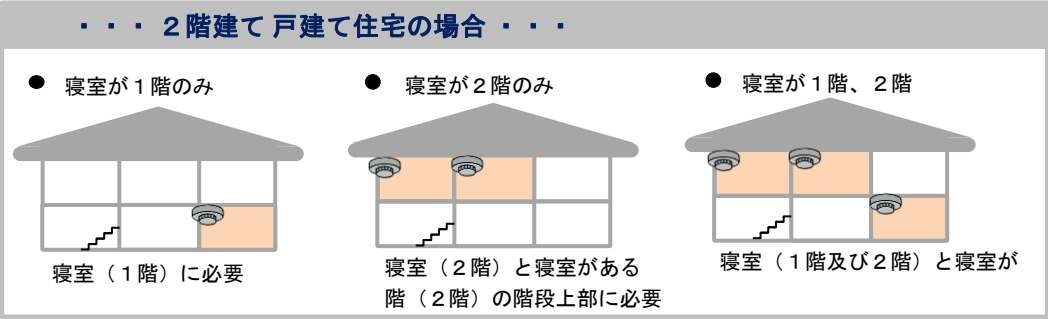 ・・・ ２階建て 戸建て住宅の場合 ・・・
● 寝室が１階のみ
寝室（１階）に必要
● 寝室が２階のみ
寝室（２階）と寝室がある
階（２階）の階段上部に必要
● 寝室が１階、２階
寝室（１階及び２階）と寝室が